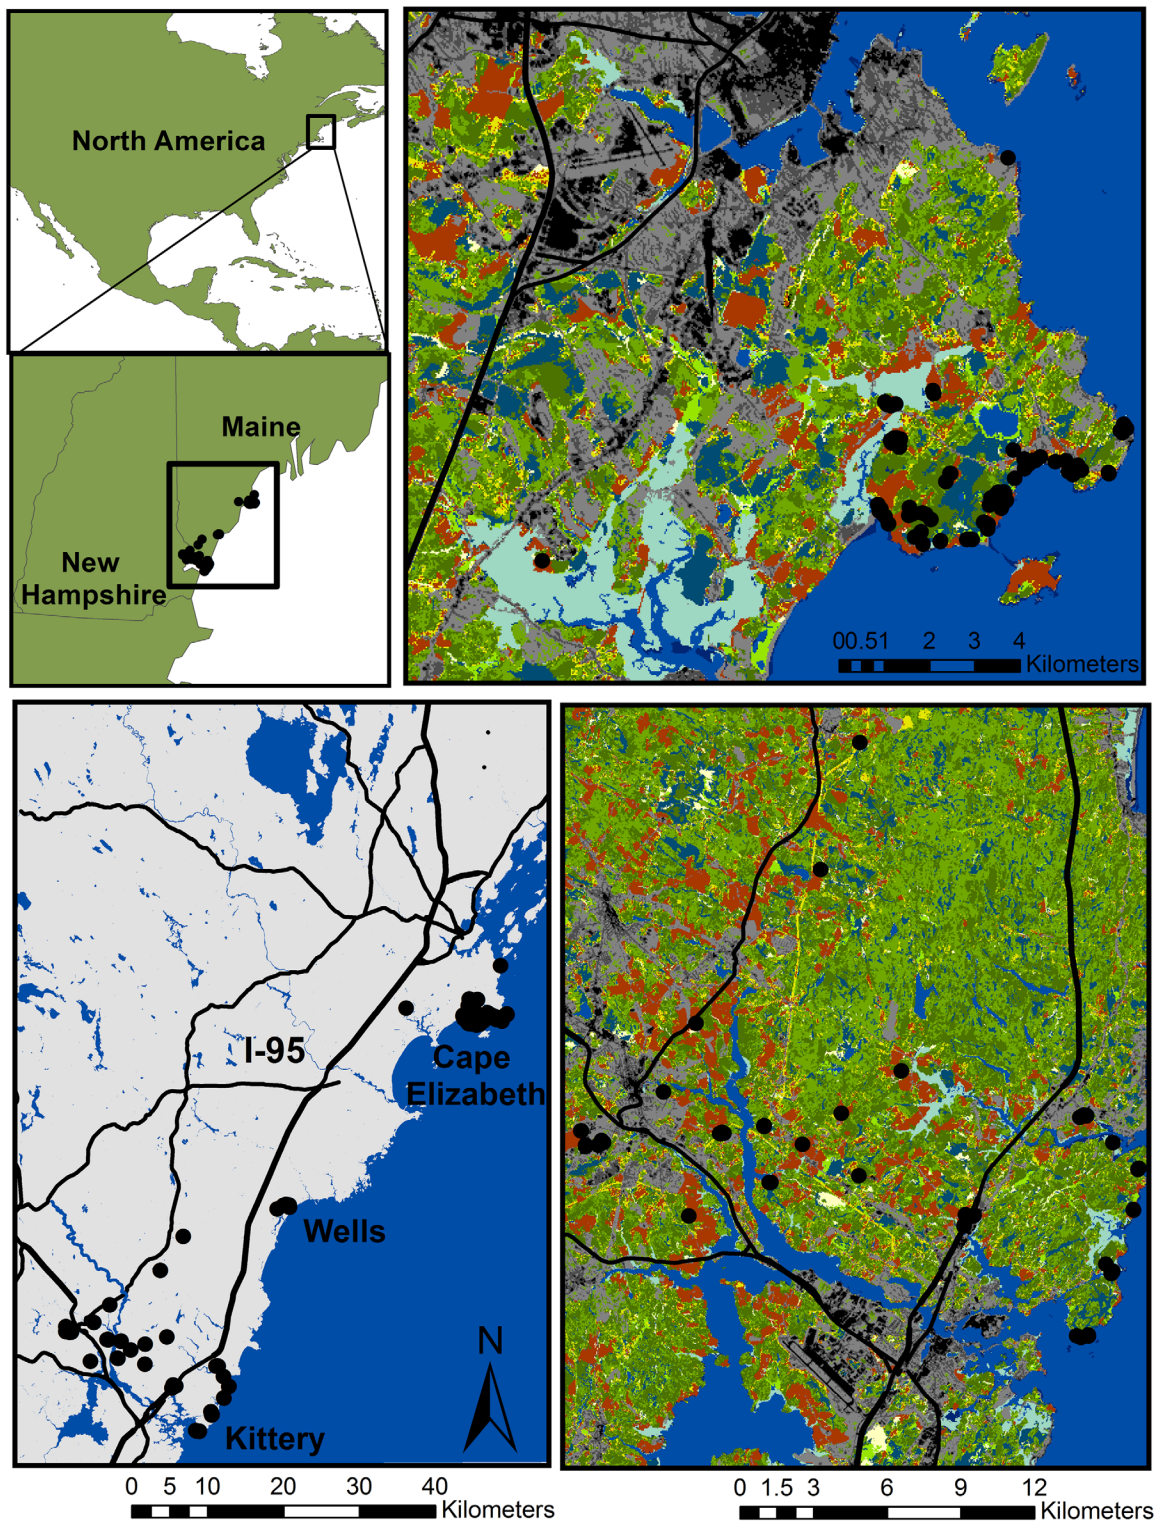 North America
Maine
New
Hampshire
00.51 2 3 4
Kilometers
I-95
Cape
Elizabeth
Wells
N
Kittery
0 5 10 20 30 40
Kilometers
0 1.5 3 6 9 12
Kilometers